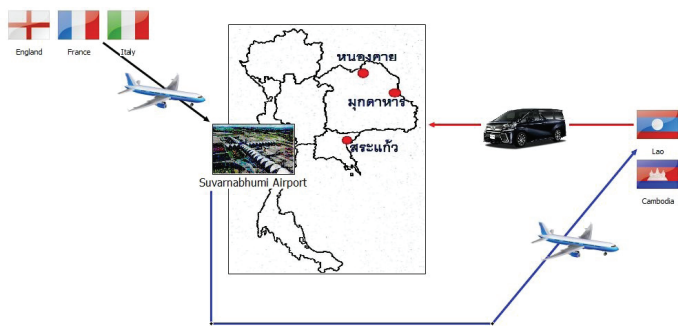 England
France
Italy
หนองคาย
มุกดาหาร
สระแก้ว
Suvarnabhumi Airport
Lao
Cambodia